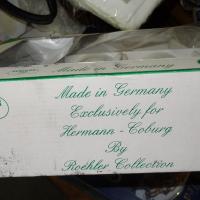 Made in Germany
Made in Germany
Exclusively for
Hermann - Coburg
By
Roehler Collection